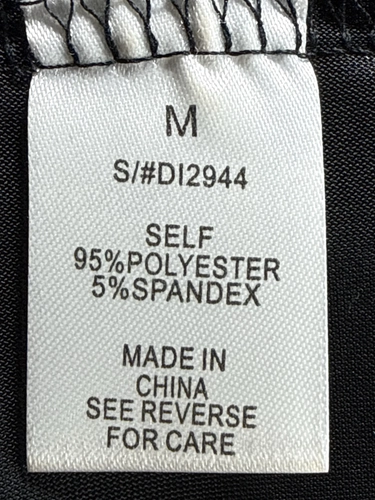 M
S/#DI2944
SELF
95%POLYESTER
5%SPANDEX
MADE IN
CHINA
SEE REVERSE
FOR CARE